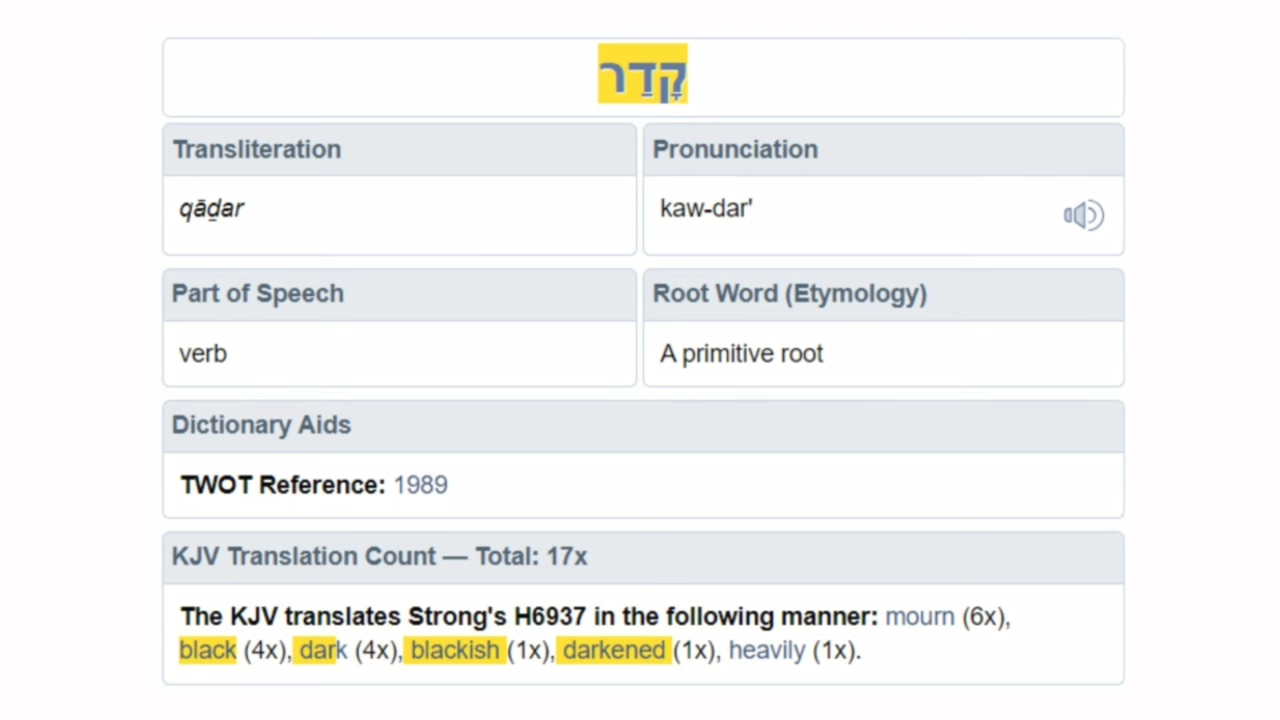 קָדַר
Transliteration
Pronunciation
qāḏar
kaw-dar'
Part of Speech
Root Word (Etymology)
verb
A primitive root
Dictionary Aids
TWOT Reference: 1989
KJV Translation Count — Total: 17x
The KJV translates Strong's H6937 in the following manner: mourn (6x),
black (4x), dark (4x), blackish (1x), darkened (1x), heavily (1x).